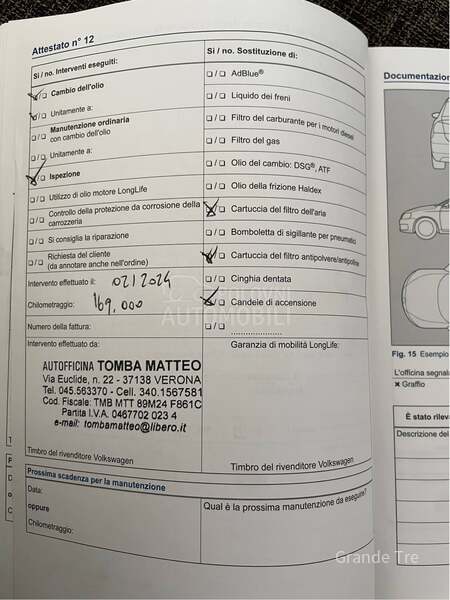 Attestato n° 12
Si / no. Interventi eseguiti:
Cambio dell'olio
Unitamente a:
Manutenzione ordinaria
con cambio dell'olio
Unitamente a:
Ispezione
Utilizzo di olio motore LongLife
Controllo della protezione da corrosione della
carrozzeria
Si consiglia la riparazione
Richiesta del cliente
(da annotare anche nell'ordine)
Intervento effettuato il: 02/2024
Chilometraggio: 169.000
Numero della fattura:
Intervento effettuato da:
AUTOFFICINA TOMBA MATTEO
Via Euclide, n. 22 - 37138 VERONA
Tel. 045.563370 - Cell. 340.1567581
Cod. Fiscale: TMB MTT 89M24 F861C
Partita I.V.A. 0467702 023 4
e-mail: tombamatteo@libero.it
Timbro del rivenditore Volkswagen
Si / no. Sostituzione di:
AdBlue®
Liquido dei freni
Filtro del carburante per i motori diesel
Filtro del gas
Olio del cambio: DSG®, ATF
Olio della frizione Haldex
Cartuccia del filtro dell'aria
Bomboletta di sigillante per pneumatici
Cartuccia del filtro antipolvere/antipolline
Cinghia dentata
Candele di accensione
Garanzia di mobilità LongLife:
Timbro del rivenditore Volkswagen
Prossima scadenza per la manutenzione
Data:
oppure
Chilometraggio:
Qual è la prossima manutenzione da eseguire?
Documentazion
Fig. 15 Esempio
L'officina segnal
✖ Graffio
È stato rilev
Descrizione del
AUTOMOBILI
Grande Tre